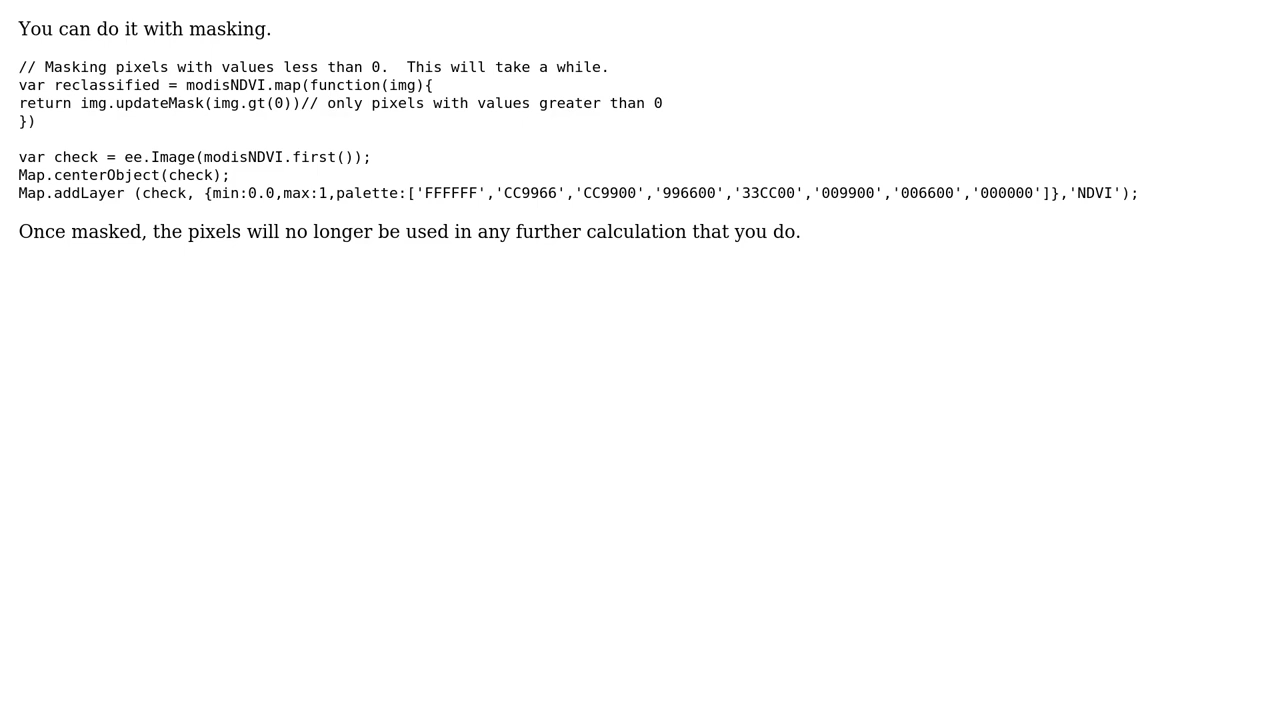 You can do it with masking.
// Masking pixels with values less than 0.  This will take a while.
var reclassified = modisNDVI.map(function(img){
return img.updateMask(img.gt(0))// only pixels with values greater than 0
})
var check = ee.Image(modisNDVI.first());
Map.centerObject(check);
Map.addLayer (check, {min:0.0,max:1,palette:['FFFFFF','CC9966','CC9900','996600','33CC00','009900','006600','000000']},'NDVI');
Once masked, the pixels will no longer be used in any further calculation that you do.